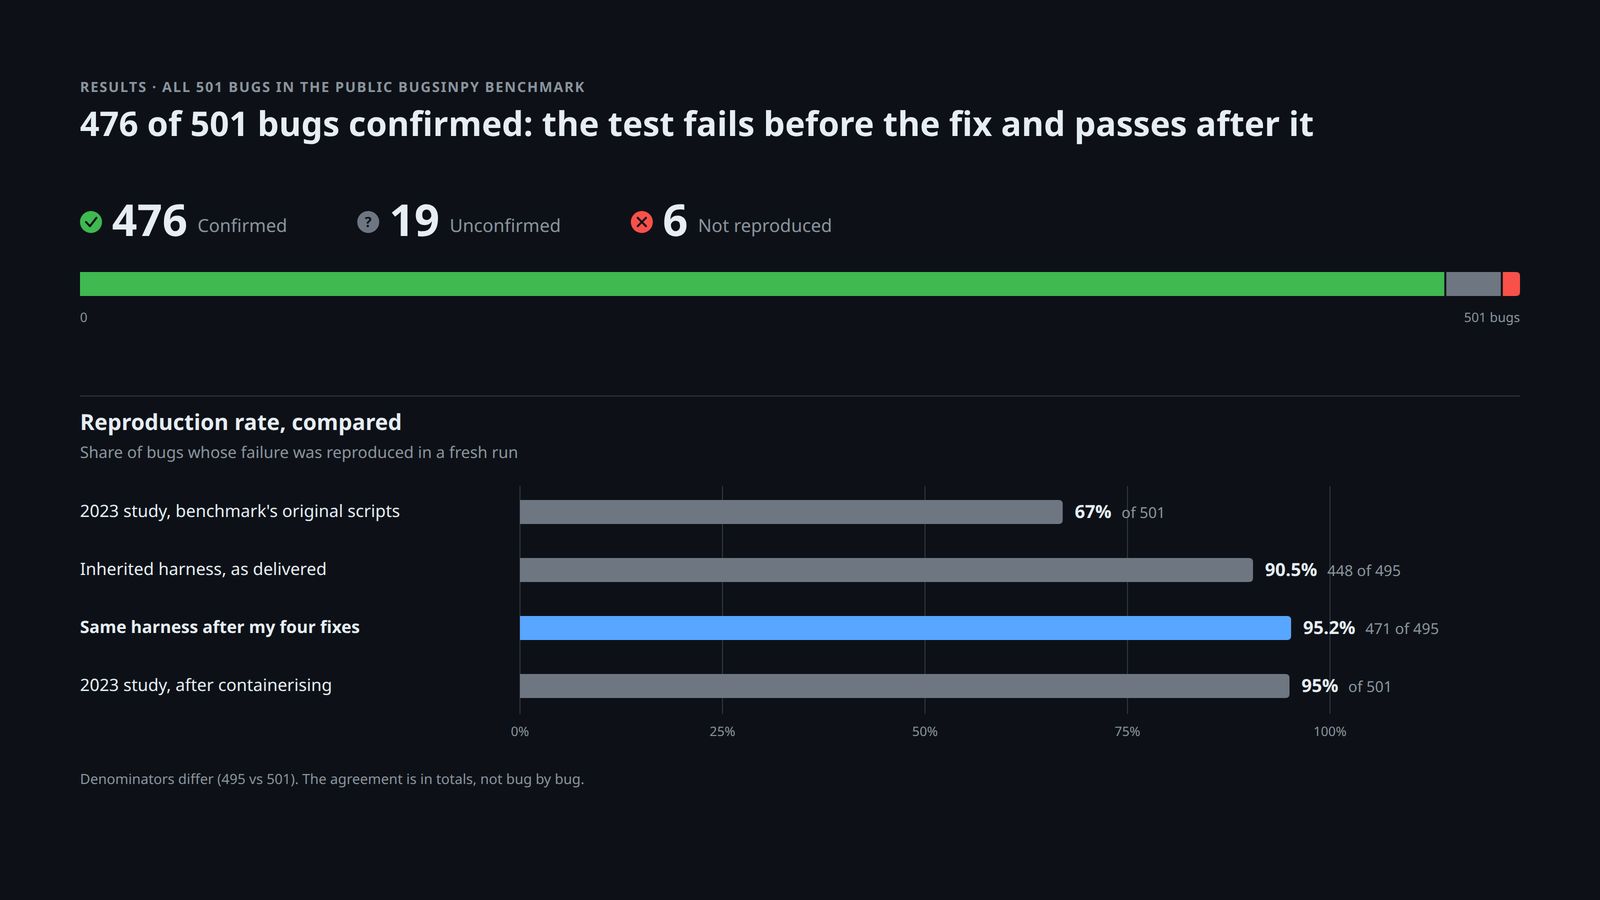 RESULTS · ALL 501 BUGS IN THE PUBLIC BUGSINPY BENCHMARK
476 of 501 bugs confirmed: the test fails before the fix and passes after it
476 Confirmed ? 19 Unconfirmed 6 Not reproduced
0 501 bugs
Reproduction rate, compared
Share of bugs whose failure was reproduced in a fresh run
2023 study, benchmark's original scripts 67% of 501
Inherited harness, as delivered 90.5% 448 of 495
Same harness after my four fixes 95.2% 471 of 495
2023 study, after containerising 95% of 501
0% 25% 50% 75% 100%
Denominators differ (495 vs 501). The agreement is in totals, not bug by bug.